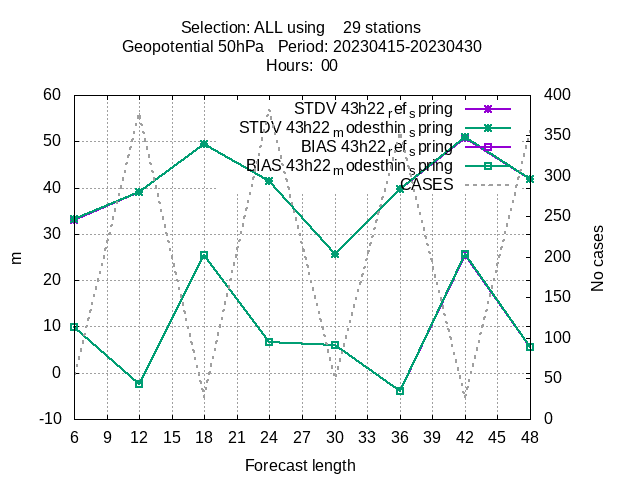 Selection: ALL using    29 stations
Geopotential 50hPa   Period: 20230415-20230430
Hours:  00
STDV 43h22_ref_spring
STDV 43h22_modesthin_spring
BIAS 43h22_ref_spring
BIAS 43h22_modesthin_spring
CASES
60
50
40
30
20
10
0
-10
m
400
350
300
250
200
150
100
50
0
No cases
6 9 12 15 18 21 24 27 30 33 36 39 42 45 48
Forecast length